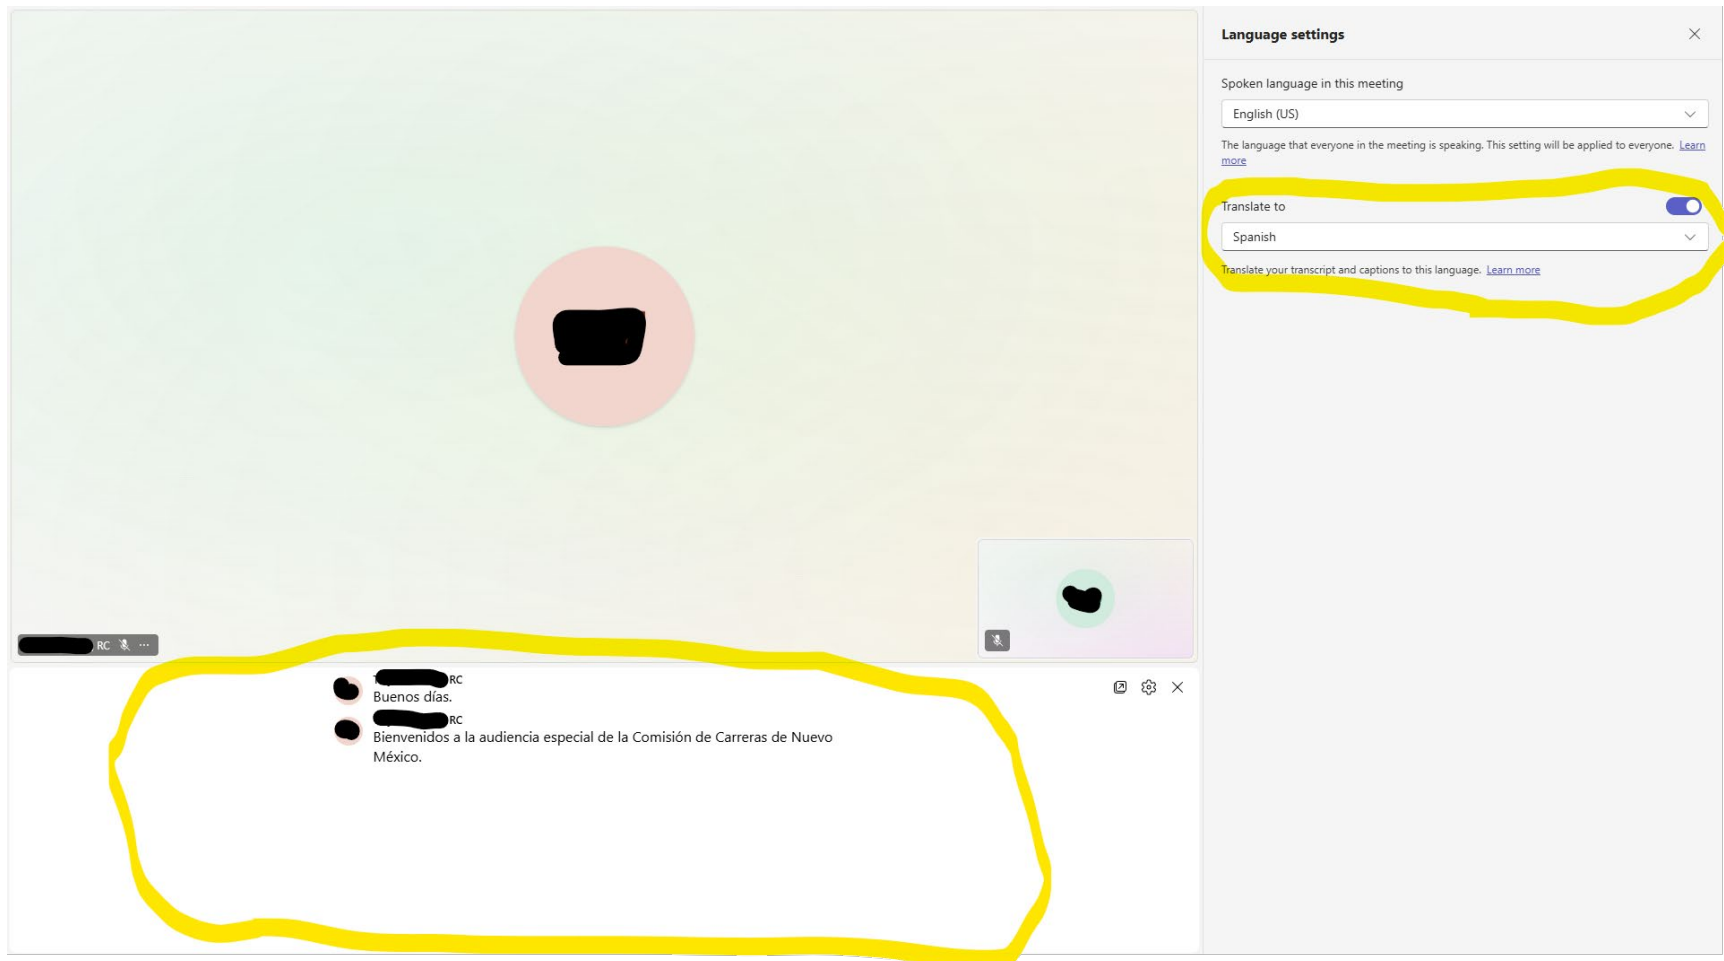 Language settings
Spoken language in this meeting
English (US)
The language that everyone in the meeting is speaking. This setting will be applied to everyone. Learn
more
Translate to
Spanish
Translate your transcript and captions to this language. Learn more
RC
RC
Buenos días.
RC
Bienvenidos a la audiencia especial de la Comisión de Carreras de Nuevo
México.